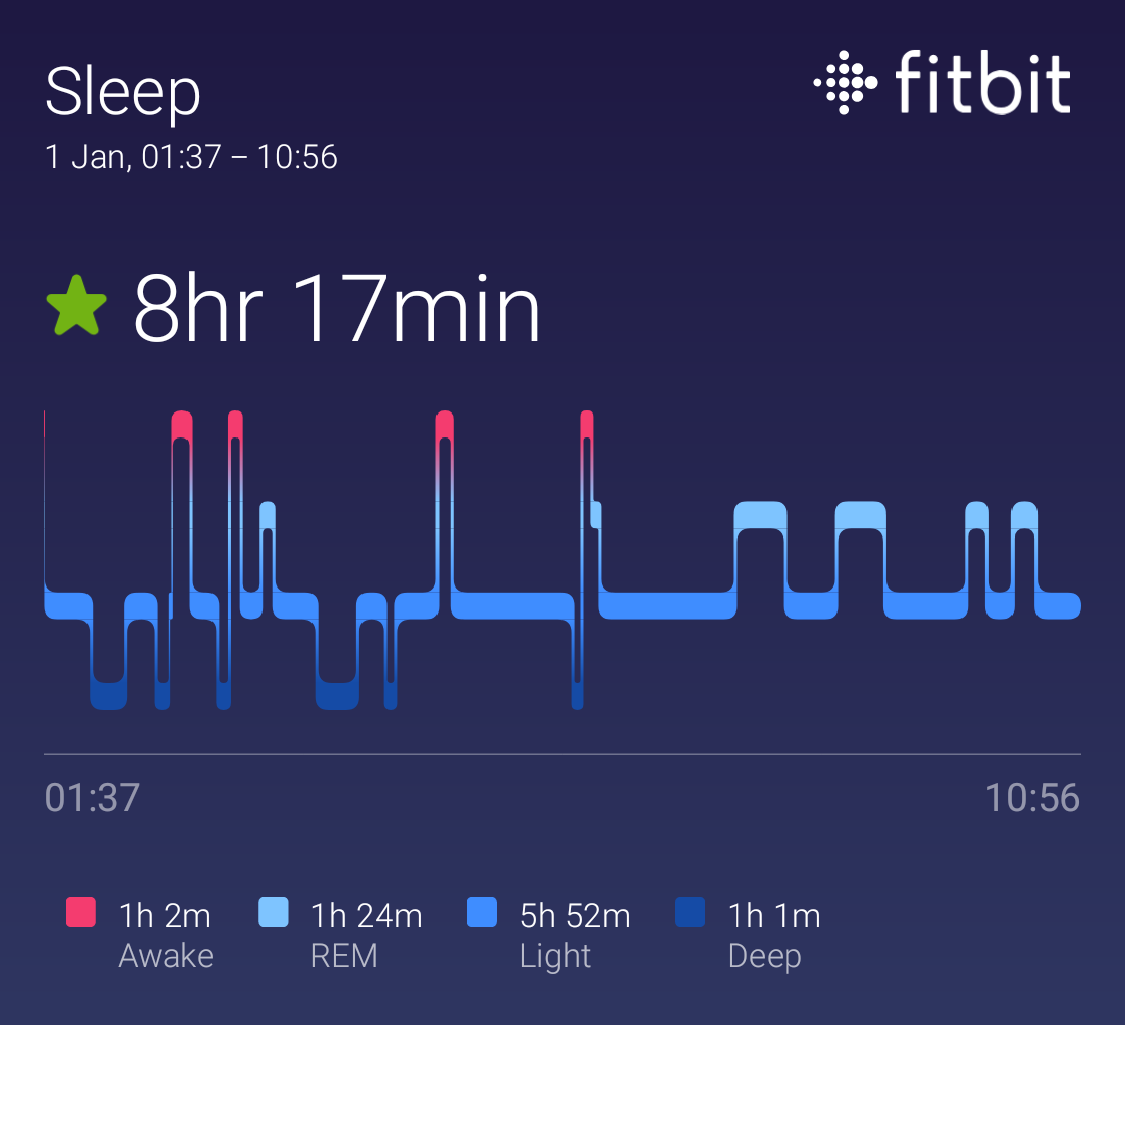 Sleep
fitbit
1 Jan, 01:37 – 10:56
8hr 17min
01:37
10:56
1h 2m
Awake
1h 24m
REM
5h 52m
Light
1h 1m
Deep